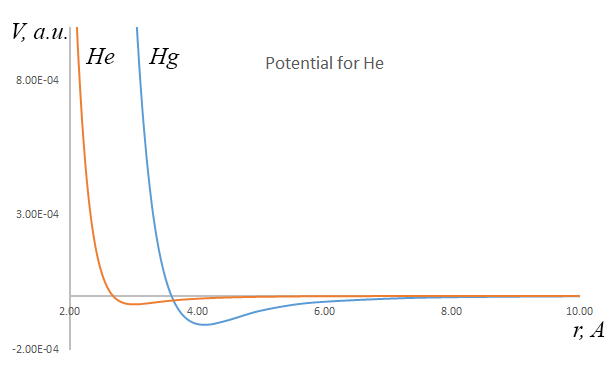 V, a.u.
He Hg
Potential for He
8.00E-04
3.00E-04
2.00 4.00 6.00 8.00 10.00
r, A
-2.00E-04